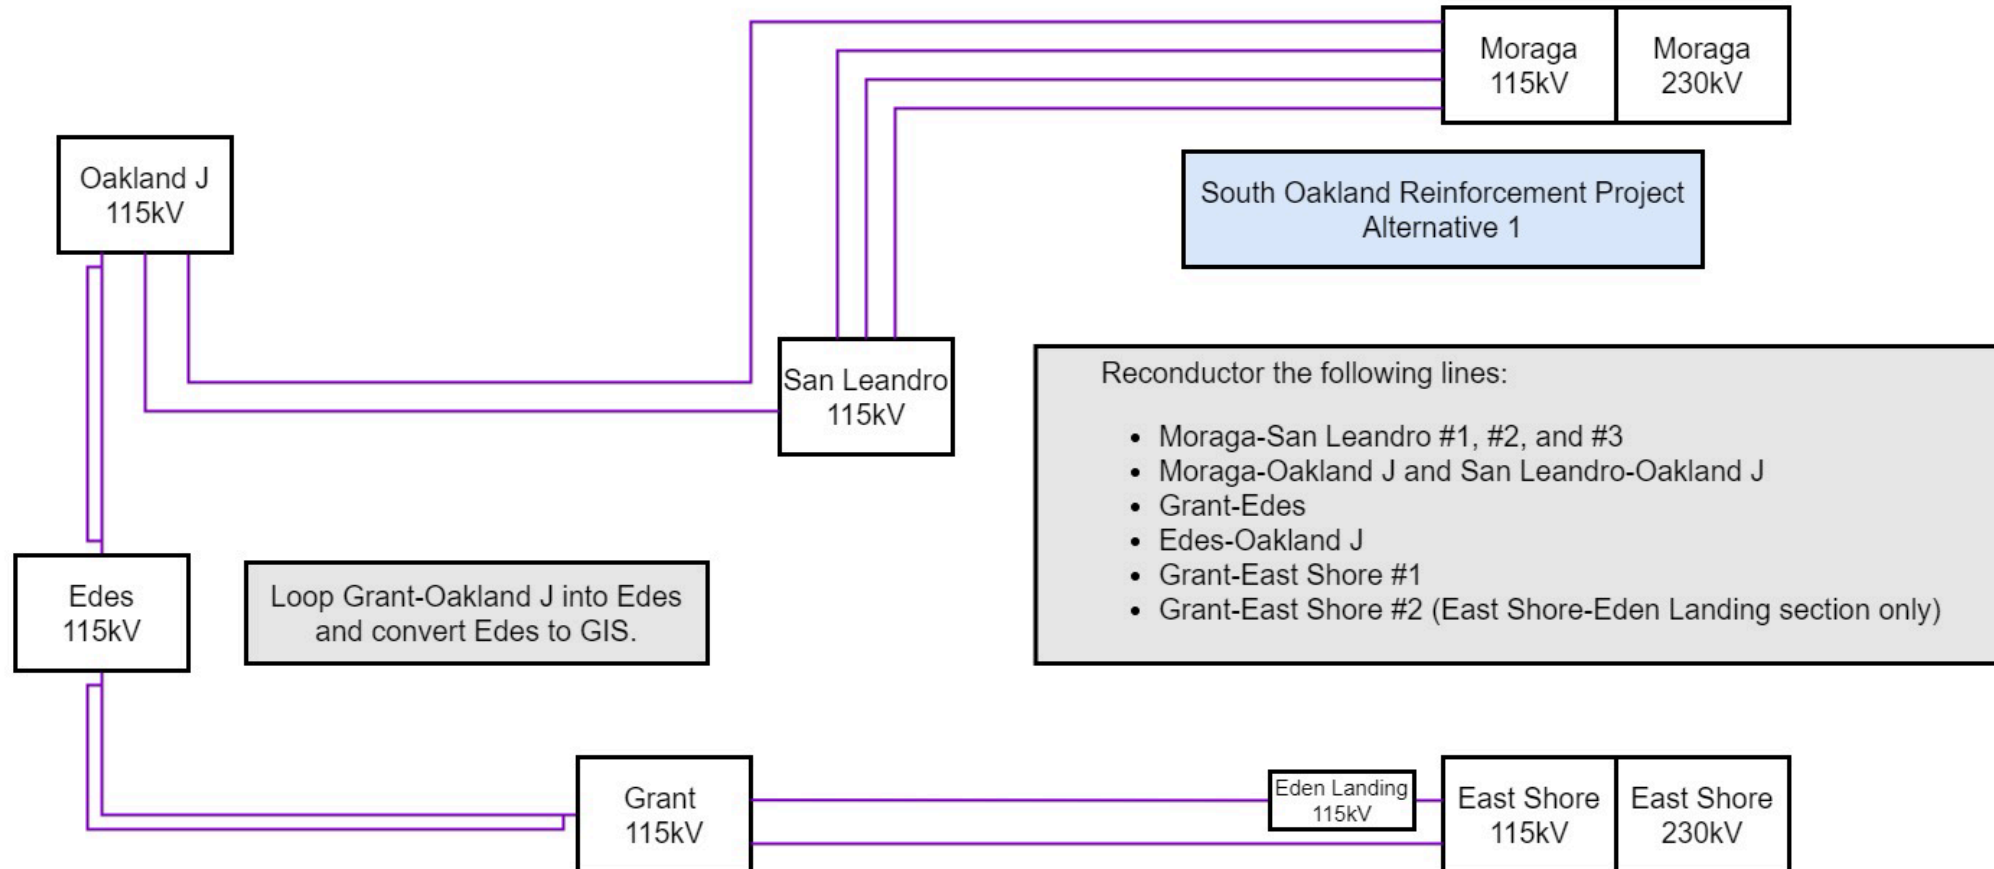 Moraga
115kV
Moraga
230kV
Oakland J
115kV
South Oakland Reinforcement Project
Alternative 1
San Leandro
115kV
Reconductor the following lines:
• Moraga-San Leandro #1, #2, and #3
• Moraga-Oakland J and San Leandro-Oakland J
• Grant-Edes
• Edes-Oakland J
• Grant-East Shore #1
• Grant-East Shore #2 (East Shore-Eden Landing section only)
Edes
115kV
Loop Grant-Oakland J into Edes
and convert Edes to GIS.
Grant
115kV
Eden Landing
115kV
East Shore
115kV
East Shore
230kV